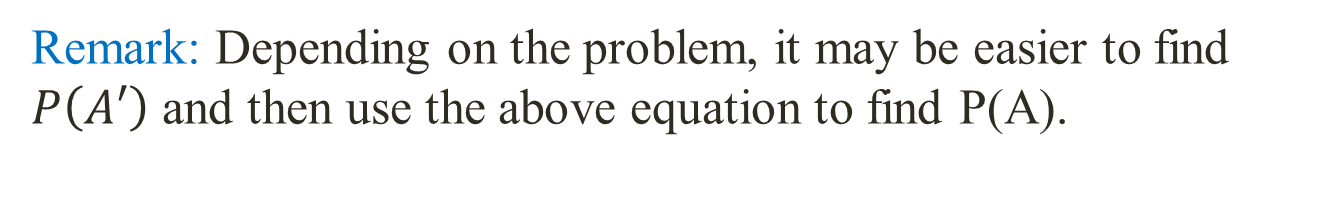 Remark: Depending on the problem, it may be easier to find
P(A′) and then use the above equation to find P(A).